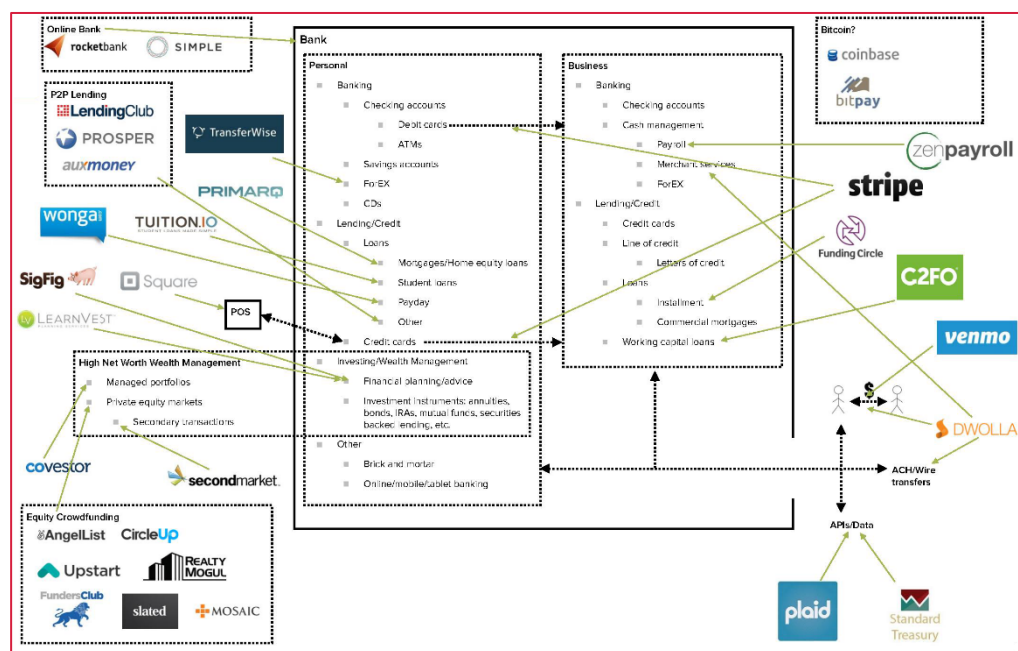 Online Bank
rocketbank
SIMPLE
P2P Lending
LendingClub
PROSPER
auxmoney
TransferWise
PRIMARQ
wonga
TUITION.IO
STUDENT LOANS MADE SIMPLE
SigFig
Square
LEARNVEST
POS
Bank
Personal
Banking
Checking accounts
Debit cards
ATMs
Savings accounts
ForEX
CDs
Lending/Credit
Loans
Mortgages/Home equity loans
Student loans
Payday
Other
Credit cards
Investing/Wealth Management
Financial planning/advice
Investment Instruments: annuities,
bonds, IRAs, mutual funds, securities
backed lending, etc.
Other
Brick and mortar
Online/mobile/tablet banking
Business
Banking
Checking accounts
Cash management
Payroll
Merchant services
ForEX
Lending/Credit
Credit cards
Line of credit
Letters of credit
Loans
Installment
Commercial mortgages
Working capital loans
High Net Worth Wealth Management
Managed portfolios
Private equity markets
Secondary transactions
covestor
secondmarket
Equity Crowdfunding
AngelList
CircleUp
Upstart
REALTY
MOGUL
FundersClub
slated
MOSAIC
Bitcoin?
coinbase
bitpay
zenpayroll
stripe
Funding Circle
C2FO
venmo
$
DWOLLA
ACH/Wire
transfers
APIs/Data
plaid
Standard
Treasury